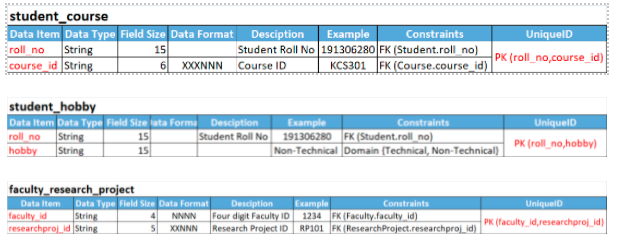 student_course
Data Item Data Type Field Size Data Format Desciption Example Constraints UniqueID
roll_no String 15 Student Roll No 191306280 FK (Student.roll_no) PK (roll_no,course_id)
course_id String 6 XXXNNN Course ID KCS301 FK (Course.course_id)
student_hobby
Data Item Data Type Field Size ata Forma Desciption Example Constraints UniqueID
roll_no String 15 Student Roll No 191306280 FK (Student.roll_no) PK (roll_no,hobby)
hobby String 15 Non-Technical Domain {Technical, Non-Technical}
faculty_research_project
Data Item Data Type Field Size Data Format Desciption Example Constraints UniqueID
faculty_id String 4 NNNN Four digit Faculty ID 1234 FK (Faculty.faculty_id) PK (faculty_id,researchproj_id)
researchproj_id String 5 XXNNN Research Project ID RP101 FK (ResearchProject.researchproj_id)